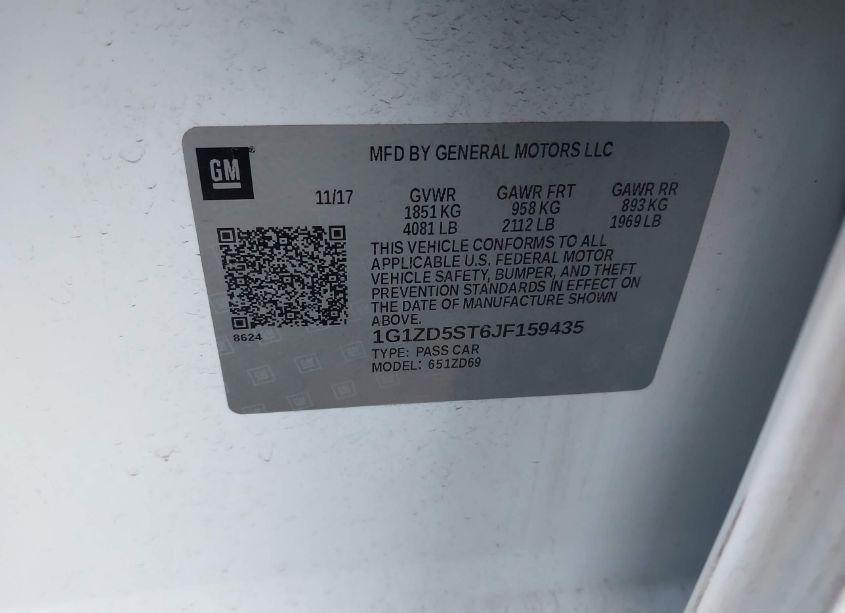 GM
MFD BY GENERAL MOTORS LLC
11/17
GVWR
1851 KG
4081 LB
GAWR FRT
958 KG
2112 LB
GAWR RR
893 KG
1969 LB
THIS VEHICLE CONFORMS TO ALL
APPLICABLE U.S. FEDERAL MOTOR
VEHICLE SAFETY, BUMPER, AND THEFT
PREVENTION STANDARDS IN EFFECT ON
THE DATE OF MANUFACTURE SHOWN
ABOVE.
1G1ZD5ST6JF159435
TYPE: PASS CAR
MODEL: 651ZD69
8624